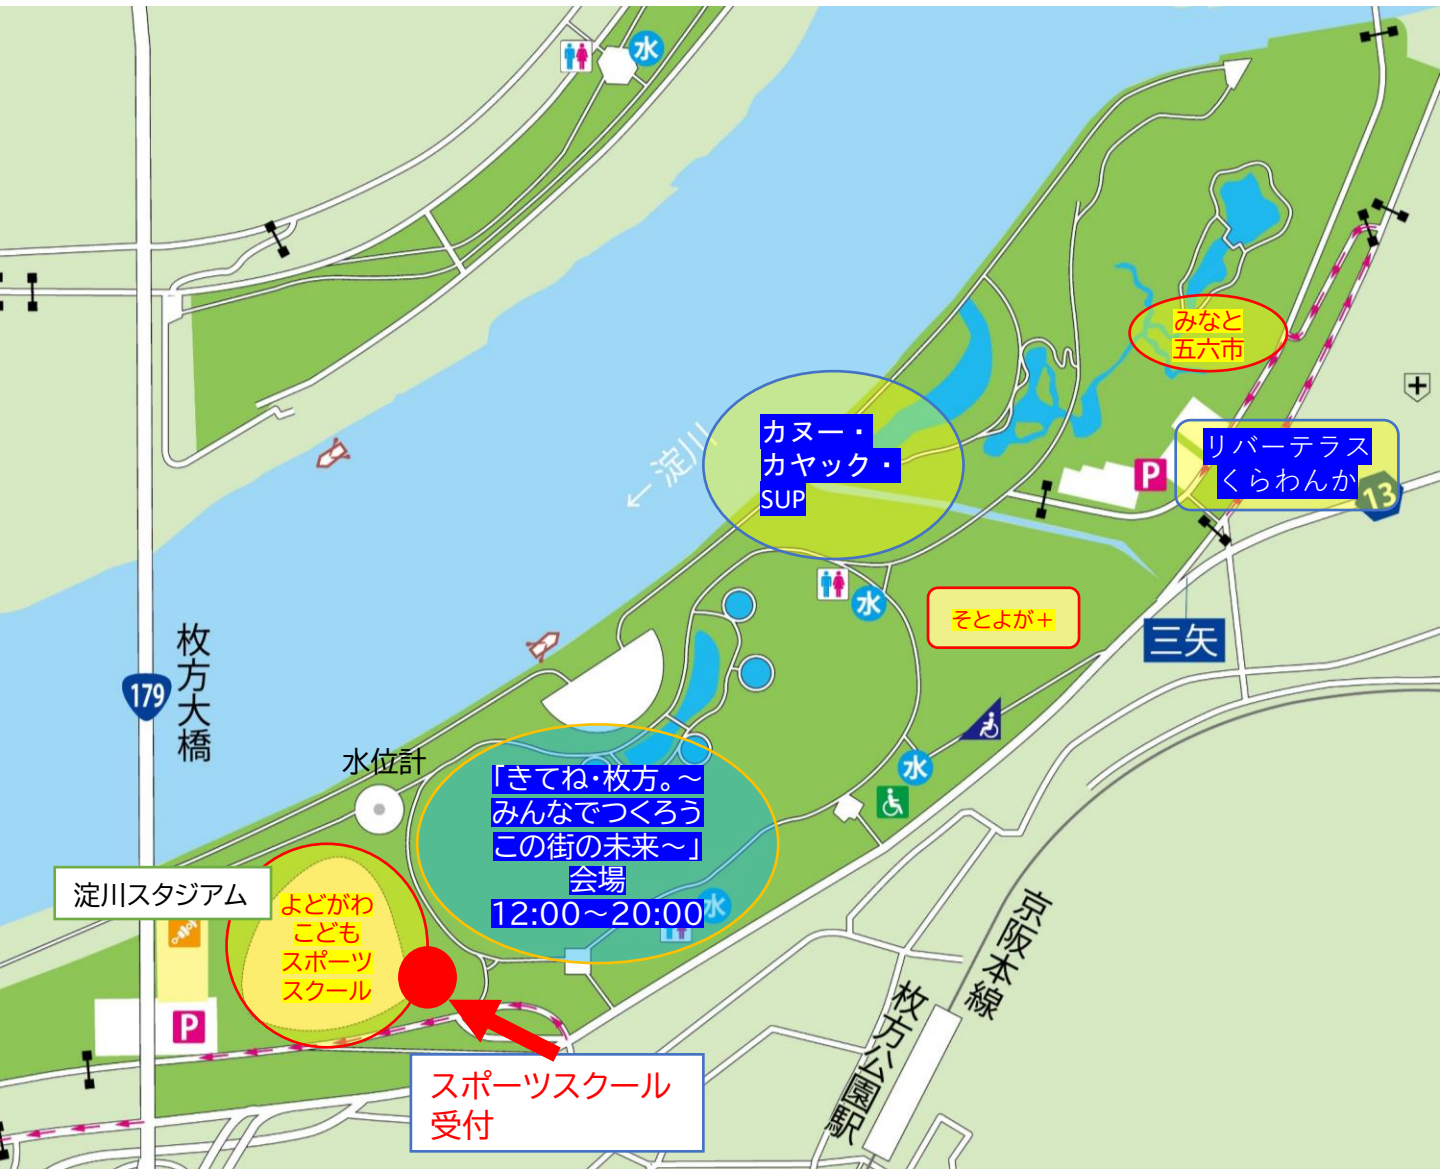 水
みなと
五六市
←淀川
カヌー・
カヤック・
SUP
リバーテラス
くらわんか
P
13
水
そとよが＋
三矢
枚方大橋
179
水位計
水
「きてね・枚方。～
みんなでつくろう
この街の未来～」
会場
12:00～20:00
水
淀川スタジアム
よどがわ
こども
スポーツ
スクール
P
京阪本線
枚方公園駅
スポーツスクール
受付